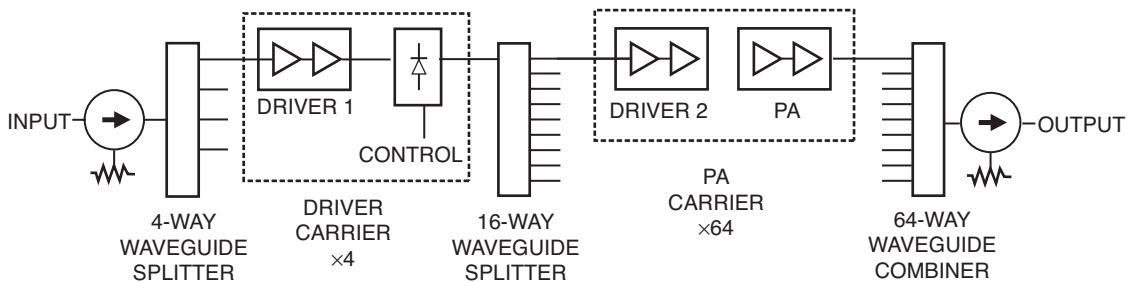 INPUT
4-WAY
WAVEGUIDE
SPLITTER
DRIVER 1
CONTROL
DRIVER
CARRIER
×4
16-WAY
WAVEGUIDE
SPLITTER
DRIVER 2
PA
PA
CARRIER
×64
64-WAY
WAVEGUIDE
COMBINER
OUTPUT